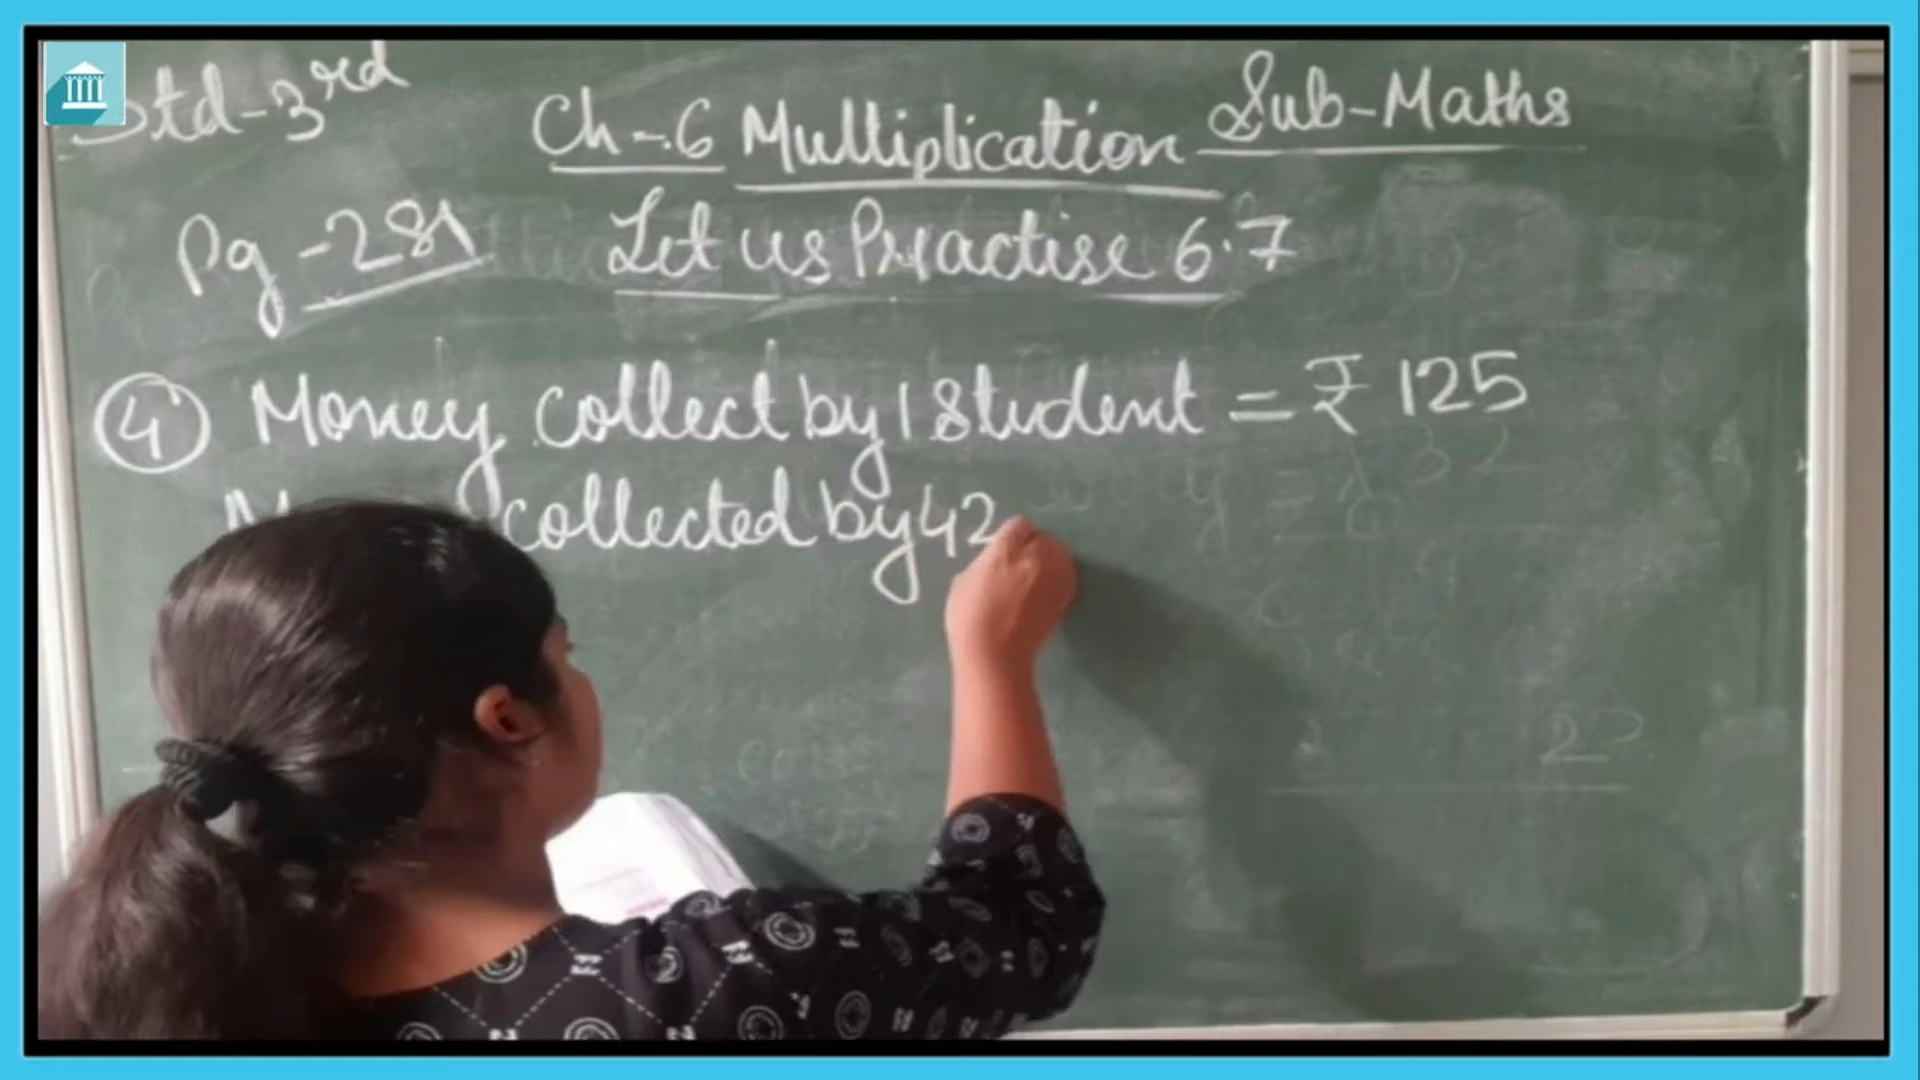 Std-3rd
Sub-Maths
Ch-6 Multiplication
Pg-281
Let us Practise 6.7
④ Money collect by 1 Student = ₹ 125
collected by 42